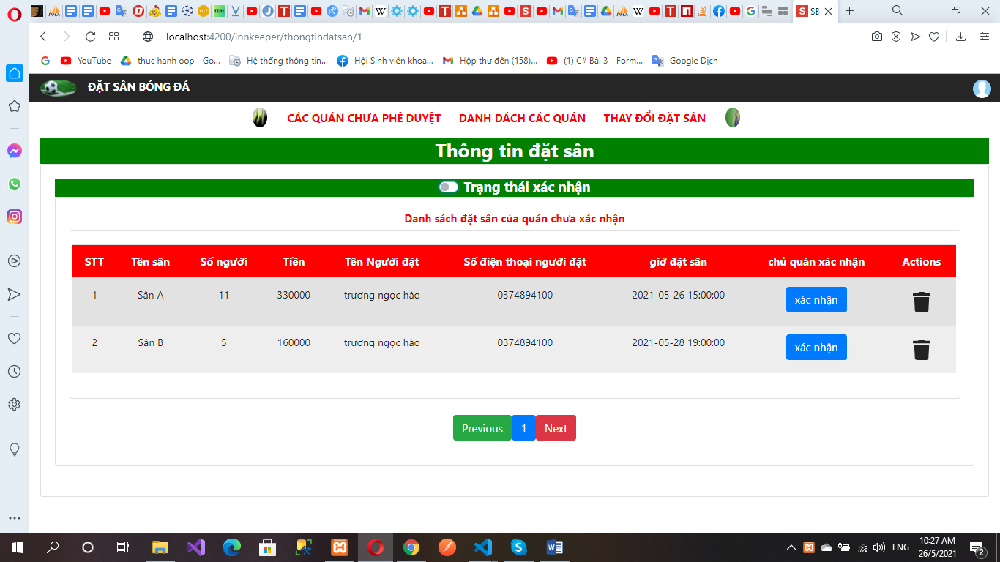 SE
localhost:4200/innkeeper/thongtindatsan/1
YouTube thuc hanh oop - Go... Hệ thống thông tin... Hội Sinh viên khoa... Hộp thư đến (158)... (1) C# Bài 3 - Form... Google Dịch
ĐẶT SÂN BÓNG ĐÁ
CÁC QUÁN CHƯA PHÊ DUYỆT DANH DÁCH CÁC QUÁN THAY ĐỔI ĐẶT SÂN
Thông tin đặt sân
Trạng thái xác nhận
Danh sách đặt sân của quán chưa xác nhận
STT Tên sân Số người Tiền Tên Người đặt Số điện thoại người đặt giờ đặt sân chủ quán xác nhận Actions
1 Sân A 11 330000 trương ngọc hào 0374894100 2021-05-26 15:00:00 xác nhận
2 Sân B 5 160000 trương ngọc hào 0374894100 2021-05-28 19:00:00 xác nhận
Previous 1 Next
ENG 10:27 AM
26/5/2021
2